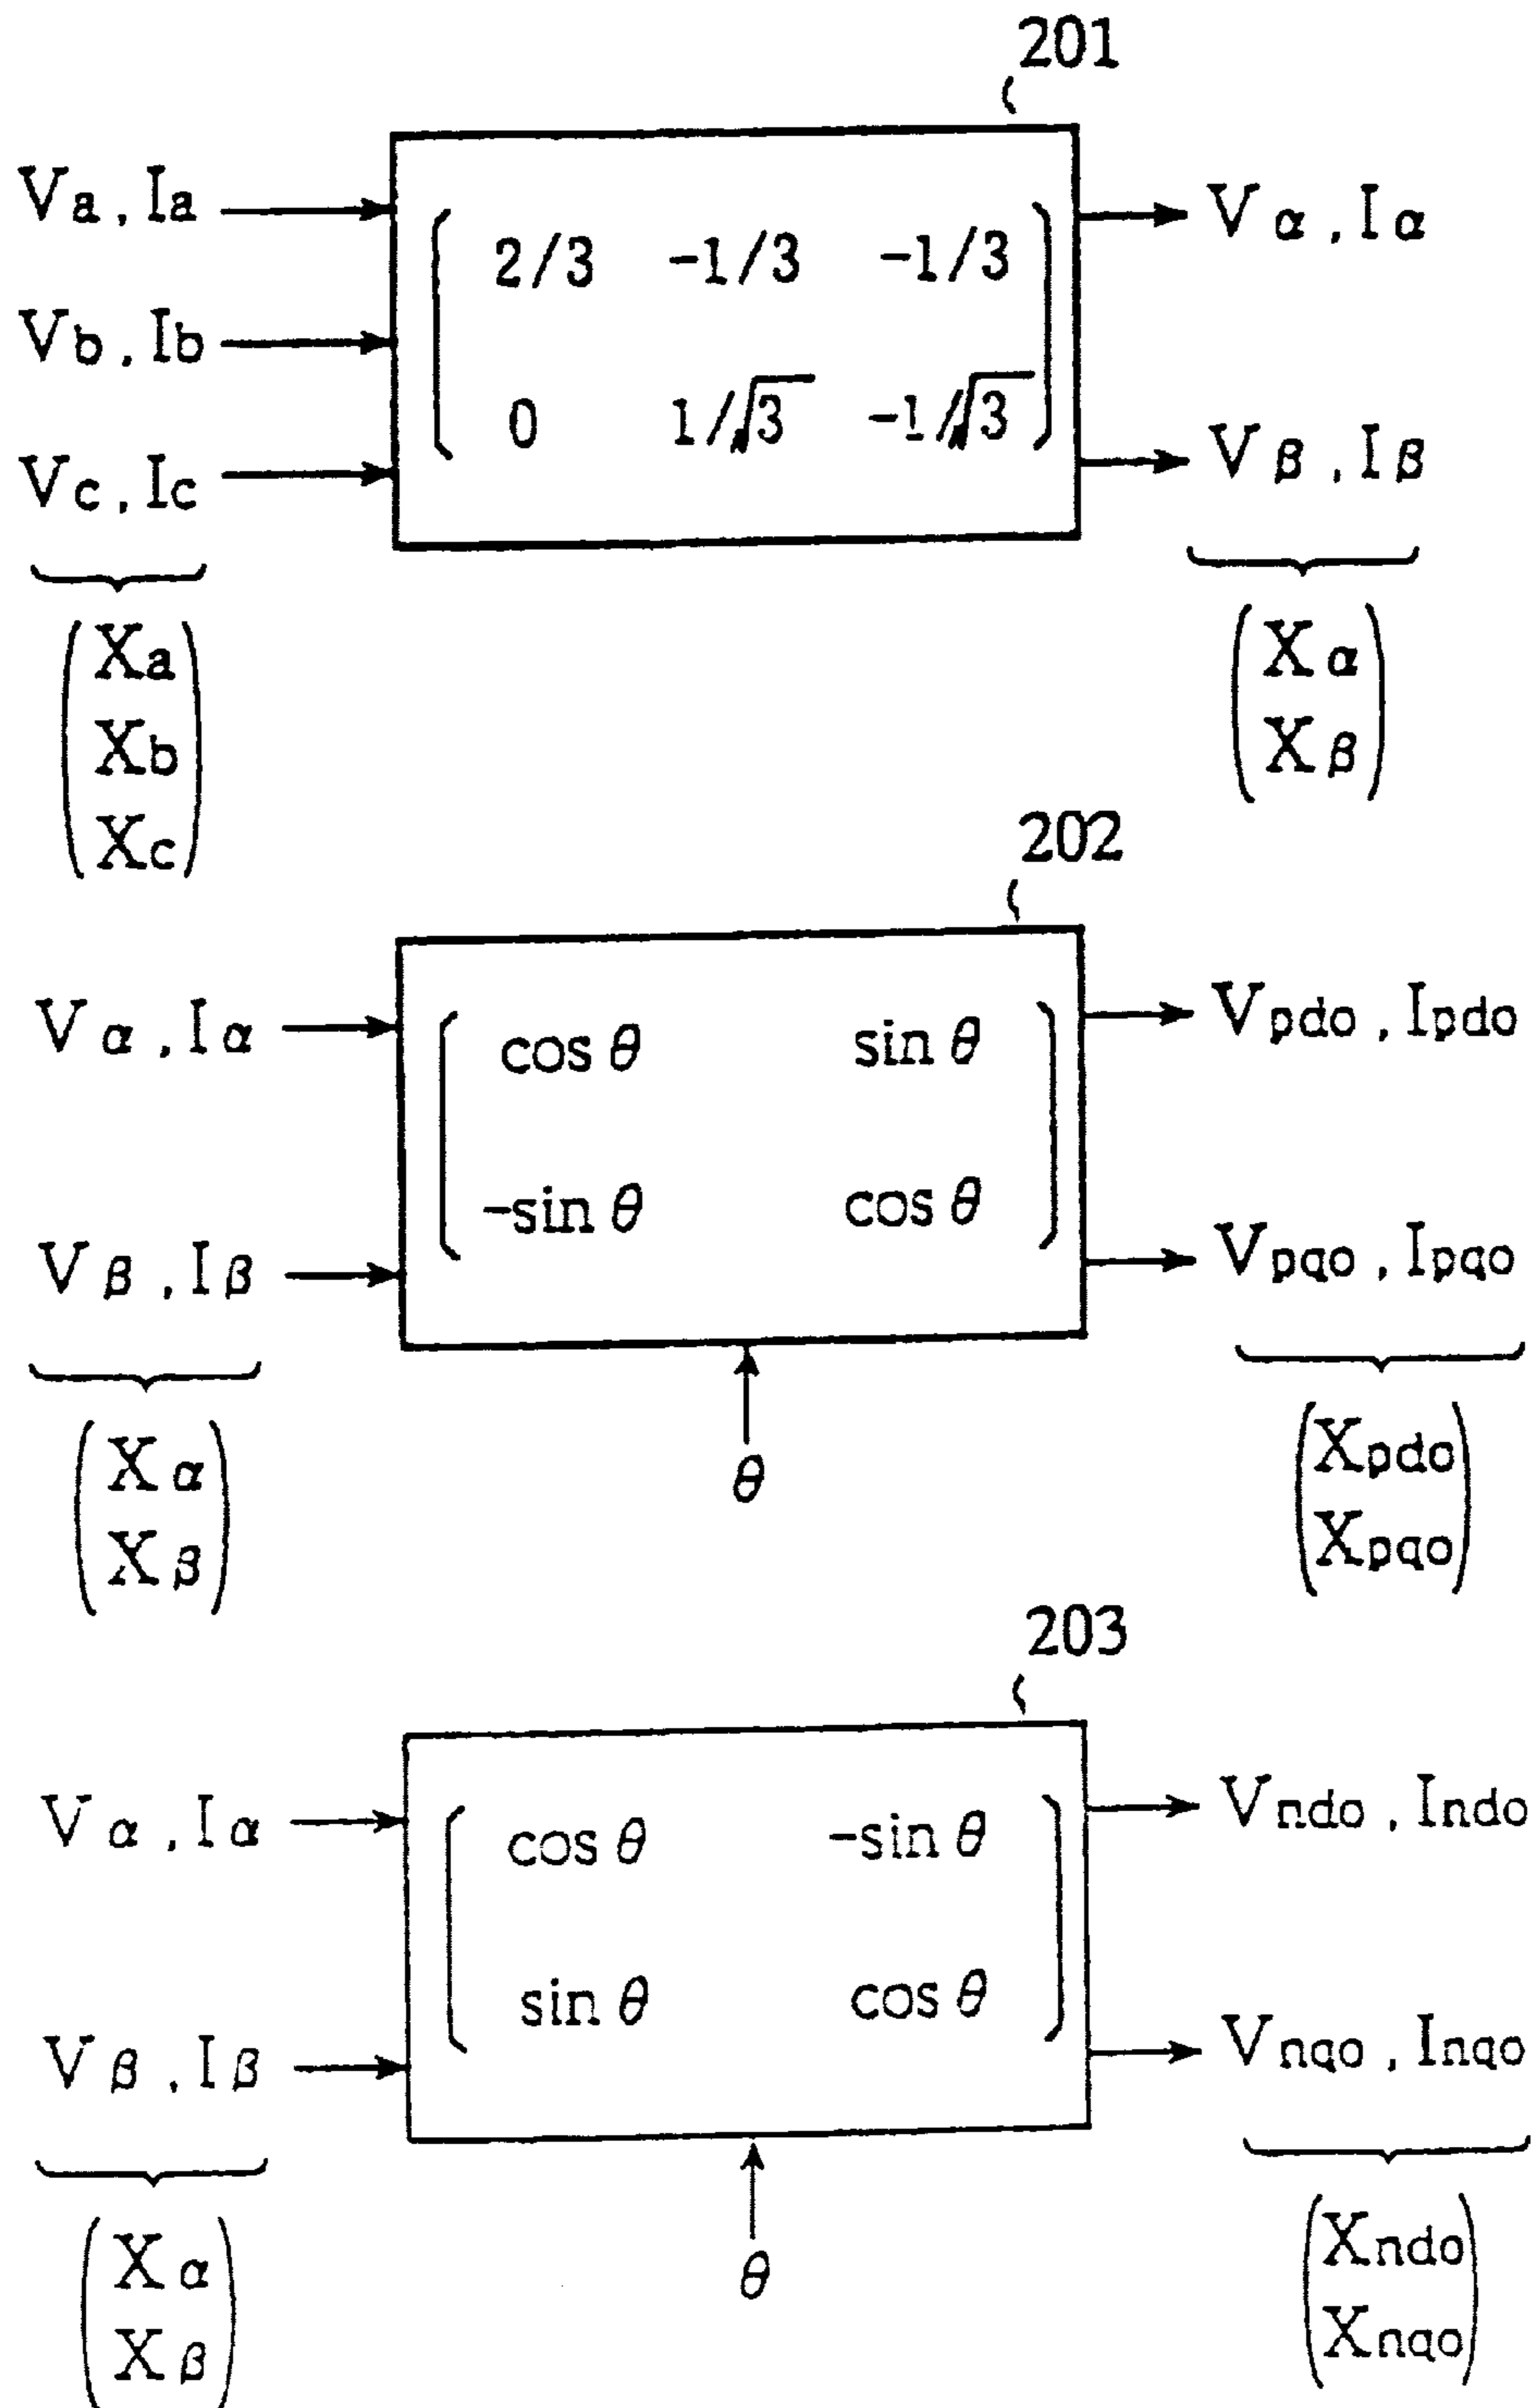 201
Va , Ia
Vb , Ib
Vc , Ic
2/3 -1/3 -1/3
0 1/√3 -1/√3
Vα , Iα
Vβ , Iβ
Xa
Xb
Xc
Xα
Xβ
202
Vα , Iα
Vβ , Iβ
cos θ sin θ
-sin θ cos θ
θ
Vpdo , Ipdo
Vpqo , Ipqo
Xα
Xβ
Xpdo
Xpqo
203
Vα , Iα
Vβ , Iβ
cos θ -sin θ
sin θ cos θ
θ
Vndo , Indo
Vnqo , Inqo
Xα
Xβ
Xndo
Xnqo